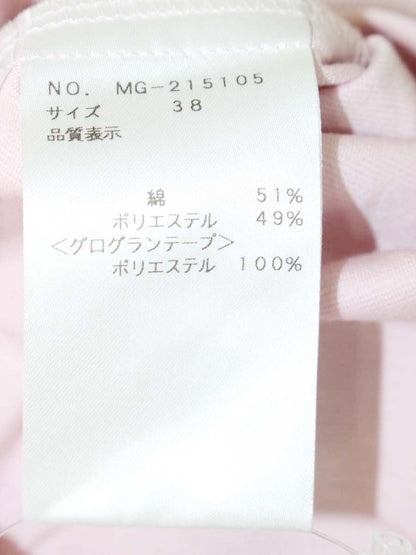 NO. MG-215105
サイズ 38
品質表示
綿 51%
ポリエステル 49%
<グログランテープ>
ポリエステル 100%